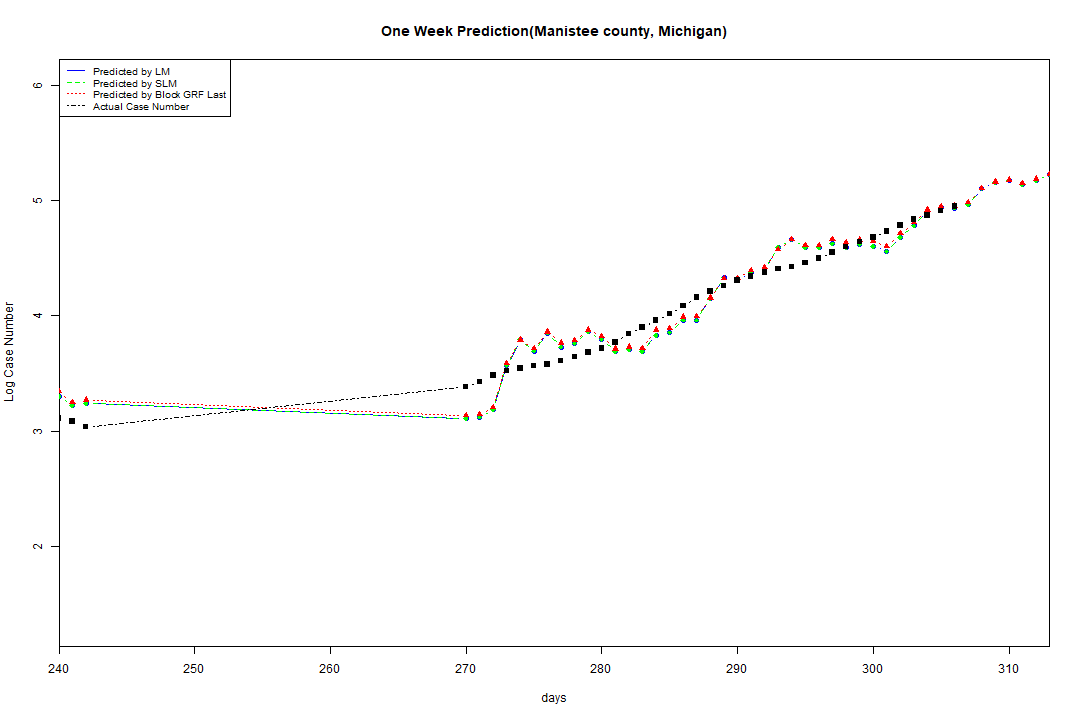 One Week Prediction(Manistee county, Michigan)
Predicted by LM
Predicted by SLM
Predicted by Block GRF Last
Actual Case Number
Log Case Number
6
5
4
3
2
240 250 260 270 280 290 300 310
days